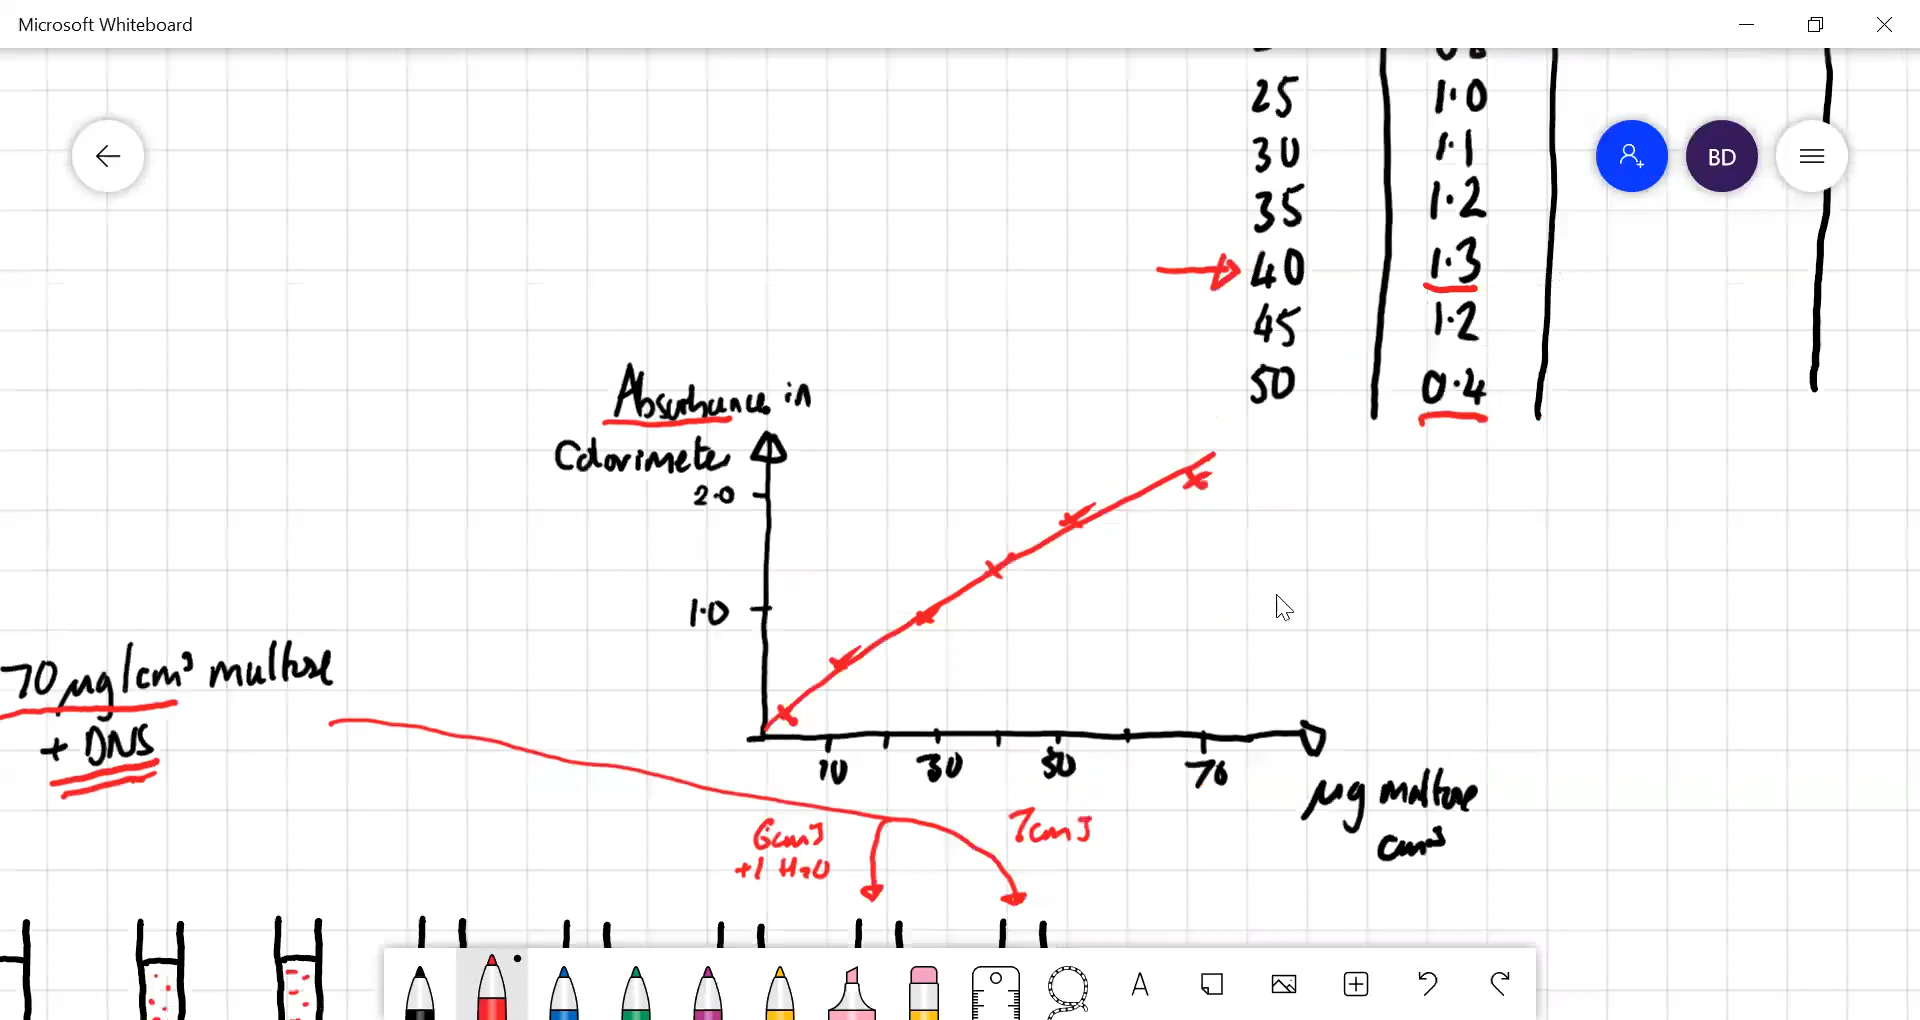 Microsoft Whiteboard
25 1.0
30 1.1
35 1.2
40 1.3
45 1.2
50 0.4
BD
Absorbance in
Colorimeter
2.0
1.0
10 30 50 70
µg maltose
cm³
70 µg/cm³ maltose
+ DNS
6cm3
+1 H2O
7cm3
A